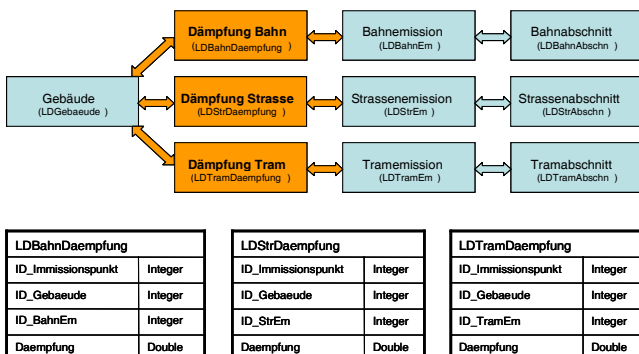 Dämpfung Bahn
(LDBahnDaempfung )
Bahnemission
(LDBahnEm )
Bahnabschnitt
(LDBahnAbschn )
Gebäude
(LDGebaeude )
Dämpfung Strasse
(LDStrDaempfung )
Strassenemission
(LDStrEm )
Strassenabschnitt
(LDStrAbschn )
Dämpfung Tram
(LDTramDaempfung )
Tramemission
(LDTramEm )
Tramabschnitt
(LDTramAbschn )
LDBahnDaempfung
ID_Immissionspunkt Integer
ID_Gebaeude Integer
ID_BahnEm Integer
Daempfung Double
LDStrDaempfung
ID_Immissionspunkt Integer
ID_Gebaeude Integer
ID_StrEm Integer
Daempfung Double
LDTramDaempfung
ID_Immissionspunkt Integer
ID_Gebaeude Integer
ID_TramEm Integer
Daempfung Double